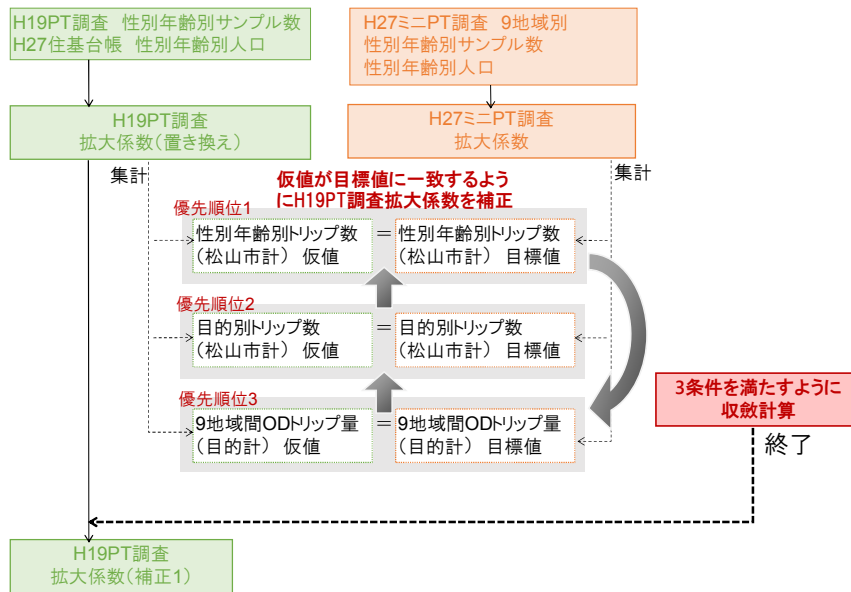 H19PT調査 性別年齢別サンプル数
H27住基台帳 性別年齢別人口
H27ミニPT調査 9地域別
性別年齢別サンプル数
性別年齢別人口
H19PT調査
拡大係数(置き換え)
H27ミニPT調査
拡大係数
集計
集計
仮値が目標値に一致するよう
にH19PT調査拡大係数を補正
優先順位1
性別年齢別トリップ数
(松山市計) 仮値
=
性別年齢別トリップ数
(松山市計) 目標値
優先順位2
目的別トリップ数
(松山市計) 仮値
=
目的別トリップ数
(松山市計) 目標値
優先順位3
9地域間ODトリップ量
(目的計) 仮値
=
9地域間ODトリップ量
(目的計) 目標値
3条件を満たすように
収斂計算
終了
H19PT調査
拡大係数(補正1)